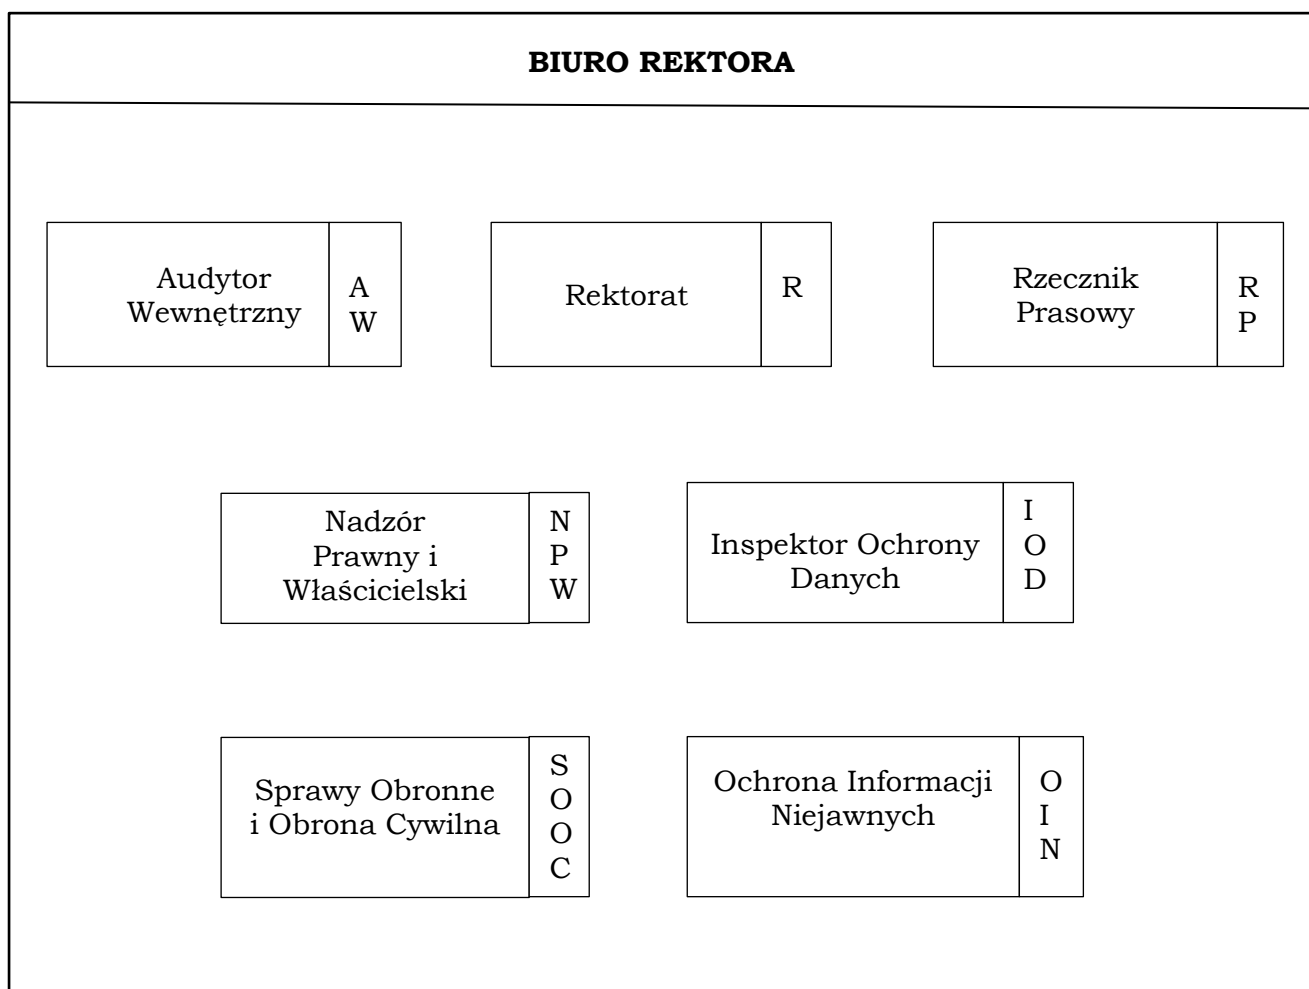 BIURO REKTORA
Audytor
Wewnętrzny
A
W
Rektorat
R
Rzecznik
Prasowy
R
P
Nadzór
Prawny i
Właścicielski
N
P
W
Inspektor Ochrony
Danych
I
O
D
Sprawy Obronne
i Obrona Cywilna
S
O
O
C
Ochrona Informacji
Niejawnych
O
I
N